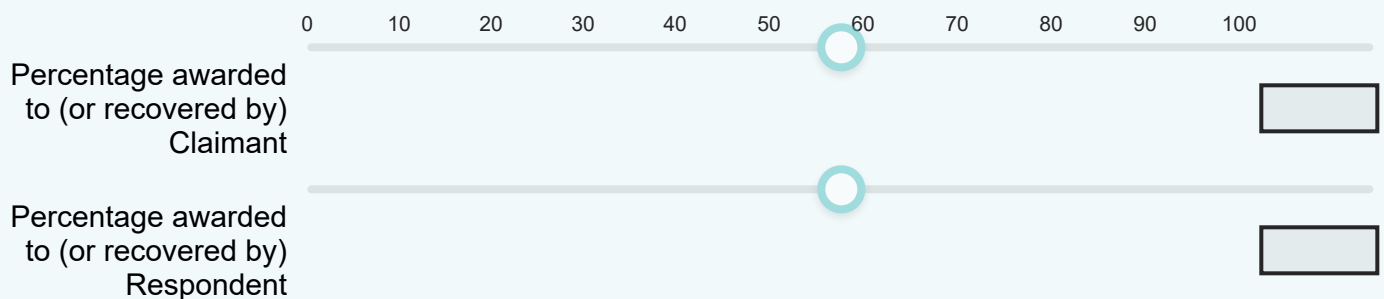 0 10 20 30 40 50 60 70 80 90 100
Percentage awarded
to (or recovered by)
Claimant
Percentage awarded
to (or recovered by)
Respondent